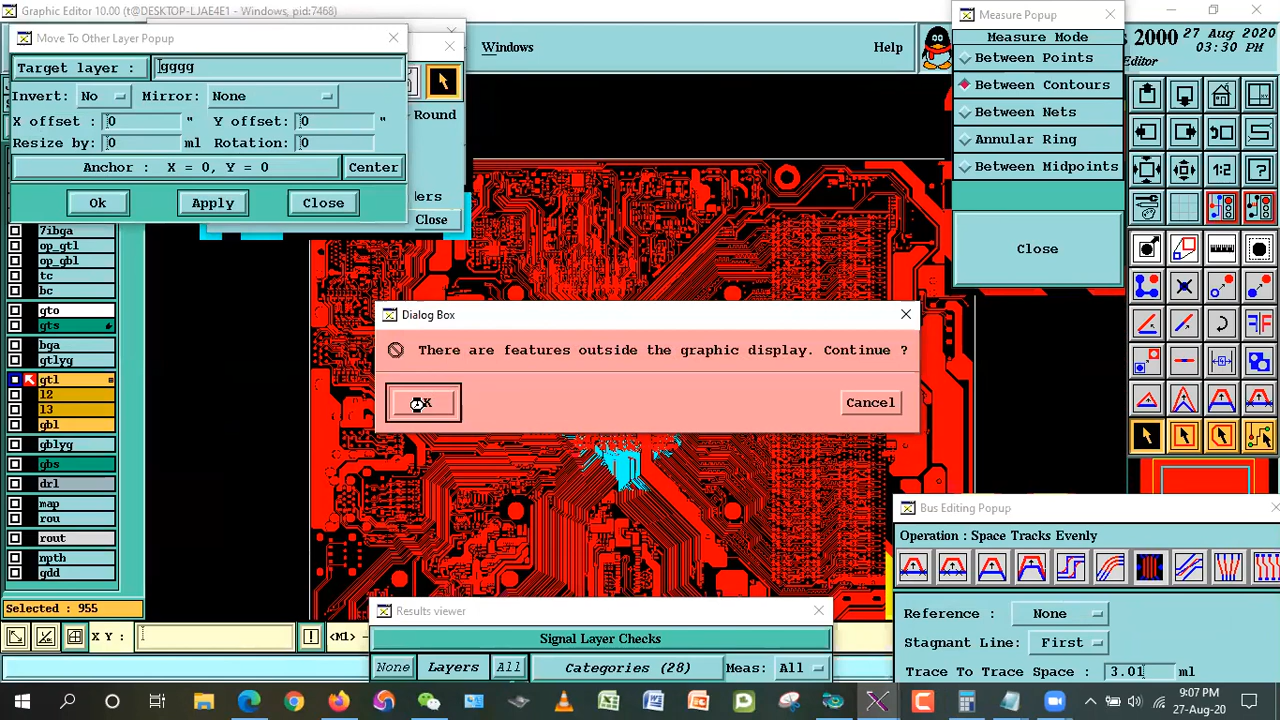 Graphic Editor 10.00 (t@DESKTOP-LJAE4E1 - Windows, pid:7468)
Move To Other Layer Popup
Target layer :
gggg
Invert: No
Mirror: None
X offset : 0 "
Y offset: 0 "
Resize by: 0 ml
Rotation: 0
Anchor : X = 0, Y = 0
Center
Ok
Apply
Close
Windows
Help
Round
ders
Close
Measure Popup
Measure Mode
Between Points
Between Contours
Between Nets
Annular Ring
Between Midpoints
Close
2000
27 Aug 2020
03:30 PM
Editor
1:2
?
7ibga
op_gtl
op_gbl
tc
bc
gto
gts
bga
gtlyg
gtl
l2
l3
gbl
gblyg
gbs
drl
map
rou
rout
npth
gdd
Selected : 955
X Y :
!
<M1>
Dialog Box
There are features outside the graphic display. Continue ?
Cancel
Results viewer
Signal Layer Checks
None
Layers
All
Categories (28)
Meas: All
Bus Editing Popup
Operation : Space Tracks Evenly
Reference : None
Stagnant Line: First
Trace To Trace Space : 3.01 ml
9:07 PM
27-Aug-20